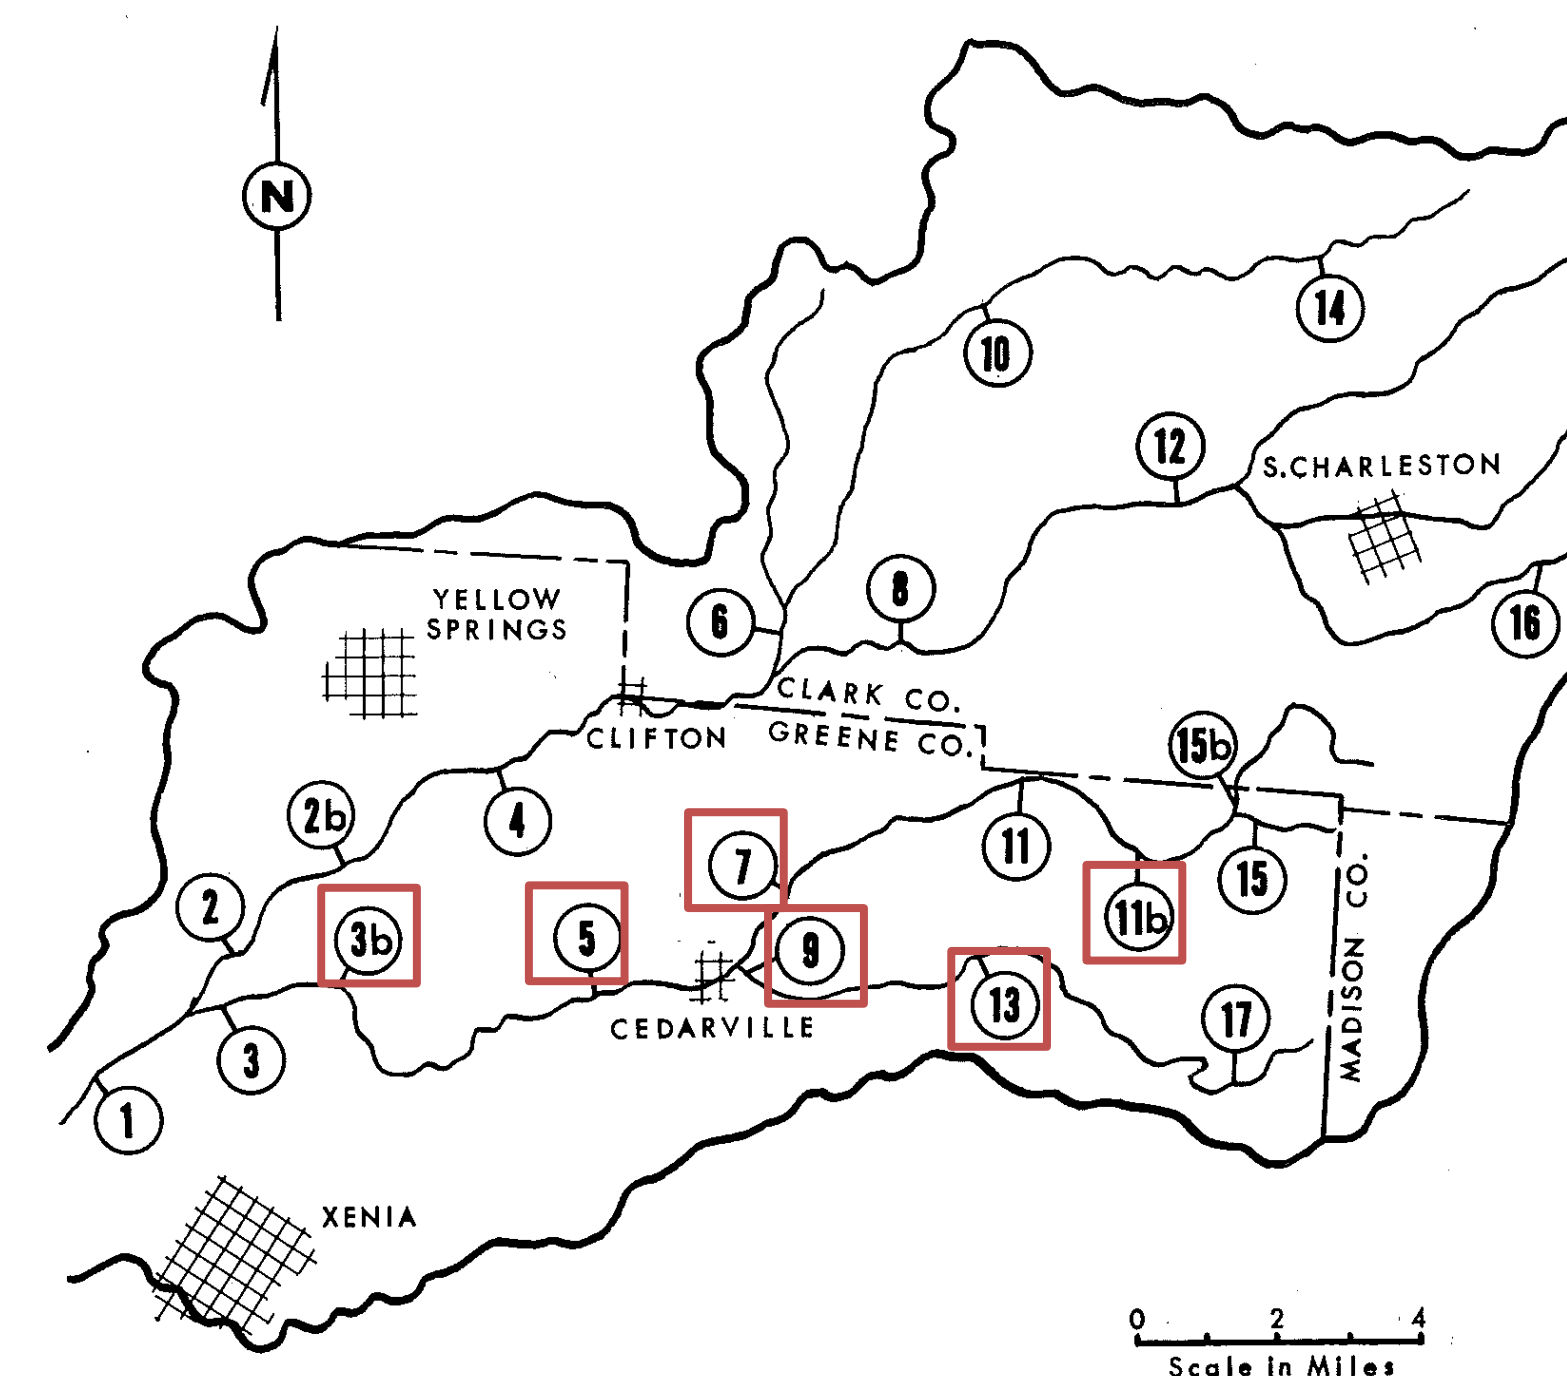 N
14
10
12
S.CHARLESTON
8
YELLOW
SPRINGS
6
16
CLARK CO.
CLIFTON
GREENE CO.
15b
2b
4
7
11
15
2
3b
5
9
11b
13
MADISON CO.
CEDARVILLE
17
3
1
XENIA
0 2 4
Scale in Miles